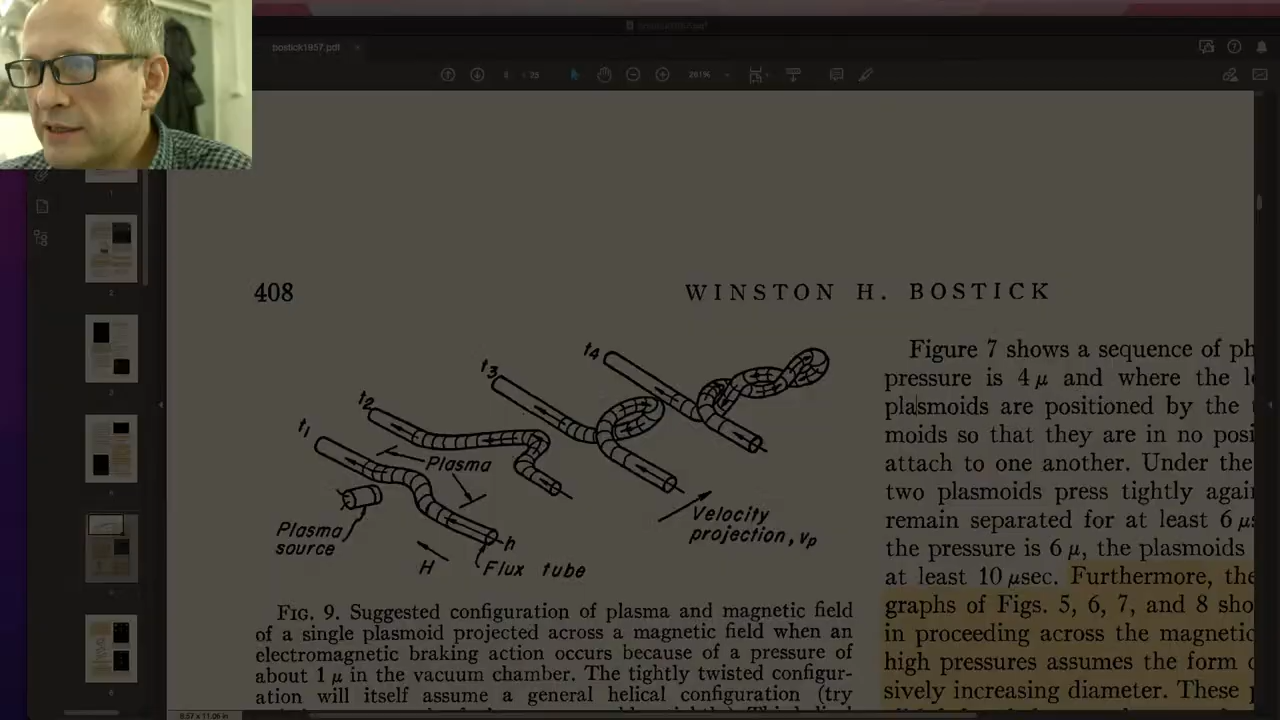 bostick1957.pdf
261%
408
WINSTON H. BOSTICK
t1
t2
t3
t4
Plasma
Plasma
source
H
h
Flux tube
Velocity
projection, vp
FIG. 9. Suggested configuration of plasma and magnetic field
of a single plasmoid projected across a magnetic field when an
electromagnetic braking action occurs because of a pressure of
about 1 μ in the vacuum chamber. The tightly twisted configur-
ation will itself assume a general helical configuration (try
Figure 7 shows a sequence of ph
pressure is 4 μ and where the l
plasmoids are positioned by the
moids so that they are in no posi
attach to one another. Under the
two plasmoids press tightly agai
remain separated for at least 6 μs
the pressure is 6 μ, the plasmoids
at least 10 μsec. Furthermore, the
graphs of Figs. 5, 6, 7, and 8 sho
in proceeding across the magnetic
high pressures assumes the form
sively increasing diameter. These